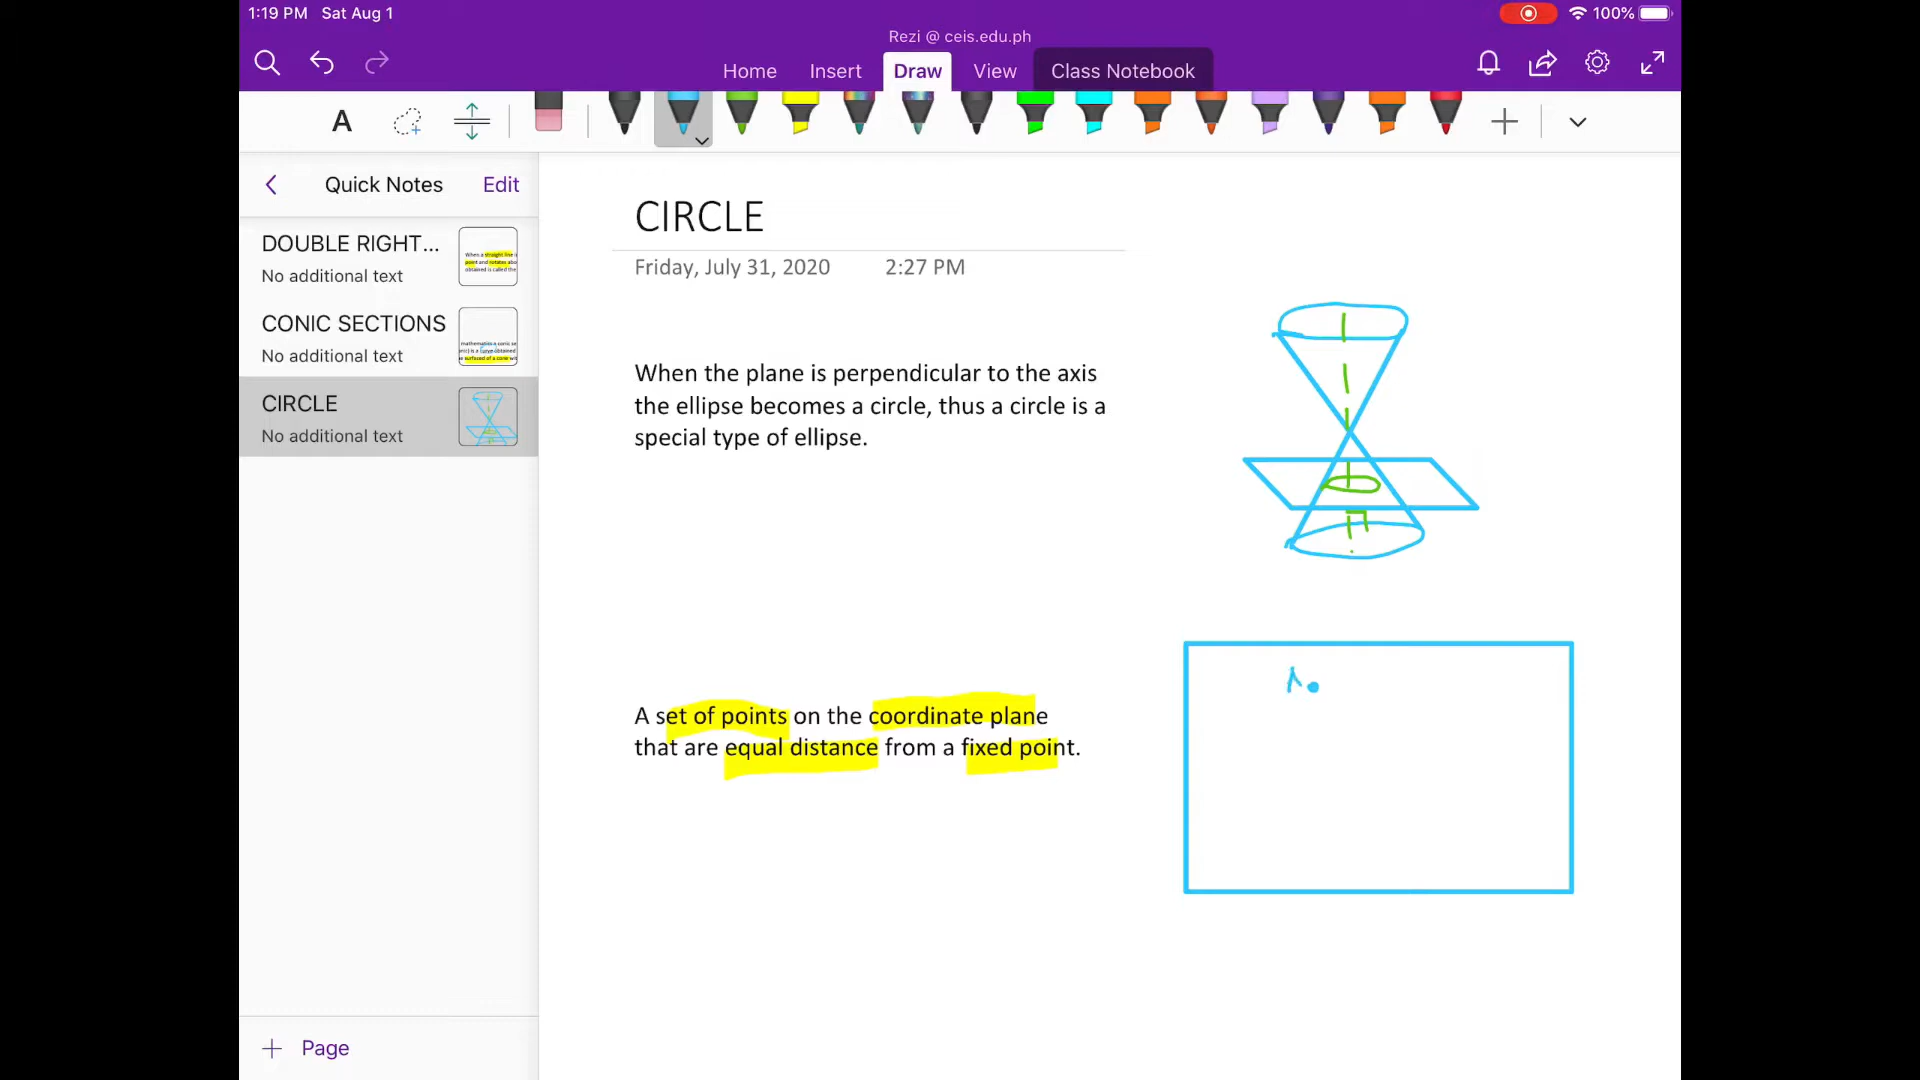 1:19 PM Sat Aug 1
100%
Rezi @ ceis.edu.ph
Home Insert Draw View Class Notebook
A
Quick Notes Edit
DOUBLE RIGHT...
No additional text
CONIC SECTIONS
No additional text
CIRCLE
No additional text
Page
CIRCLE
Friday, July 31, 2020 2:27 PM
When the plane is perpendicular to the axis
the ellipse becomes a circle, thus a circle is a
special type of ellipse.
A set of points on the coordinate plane
that are equal distance from a fixed point.